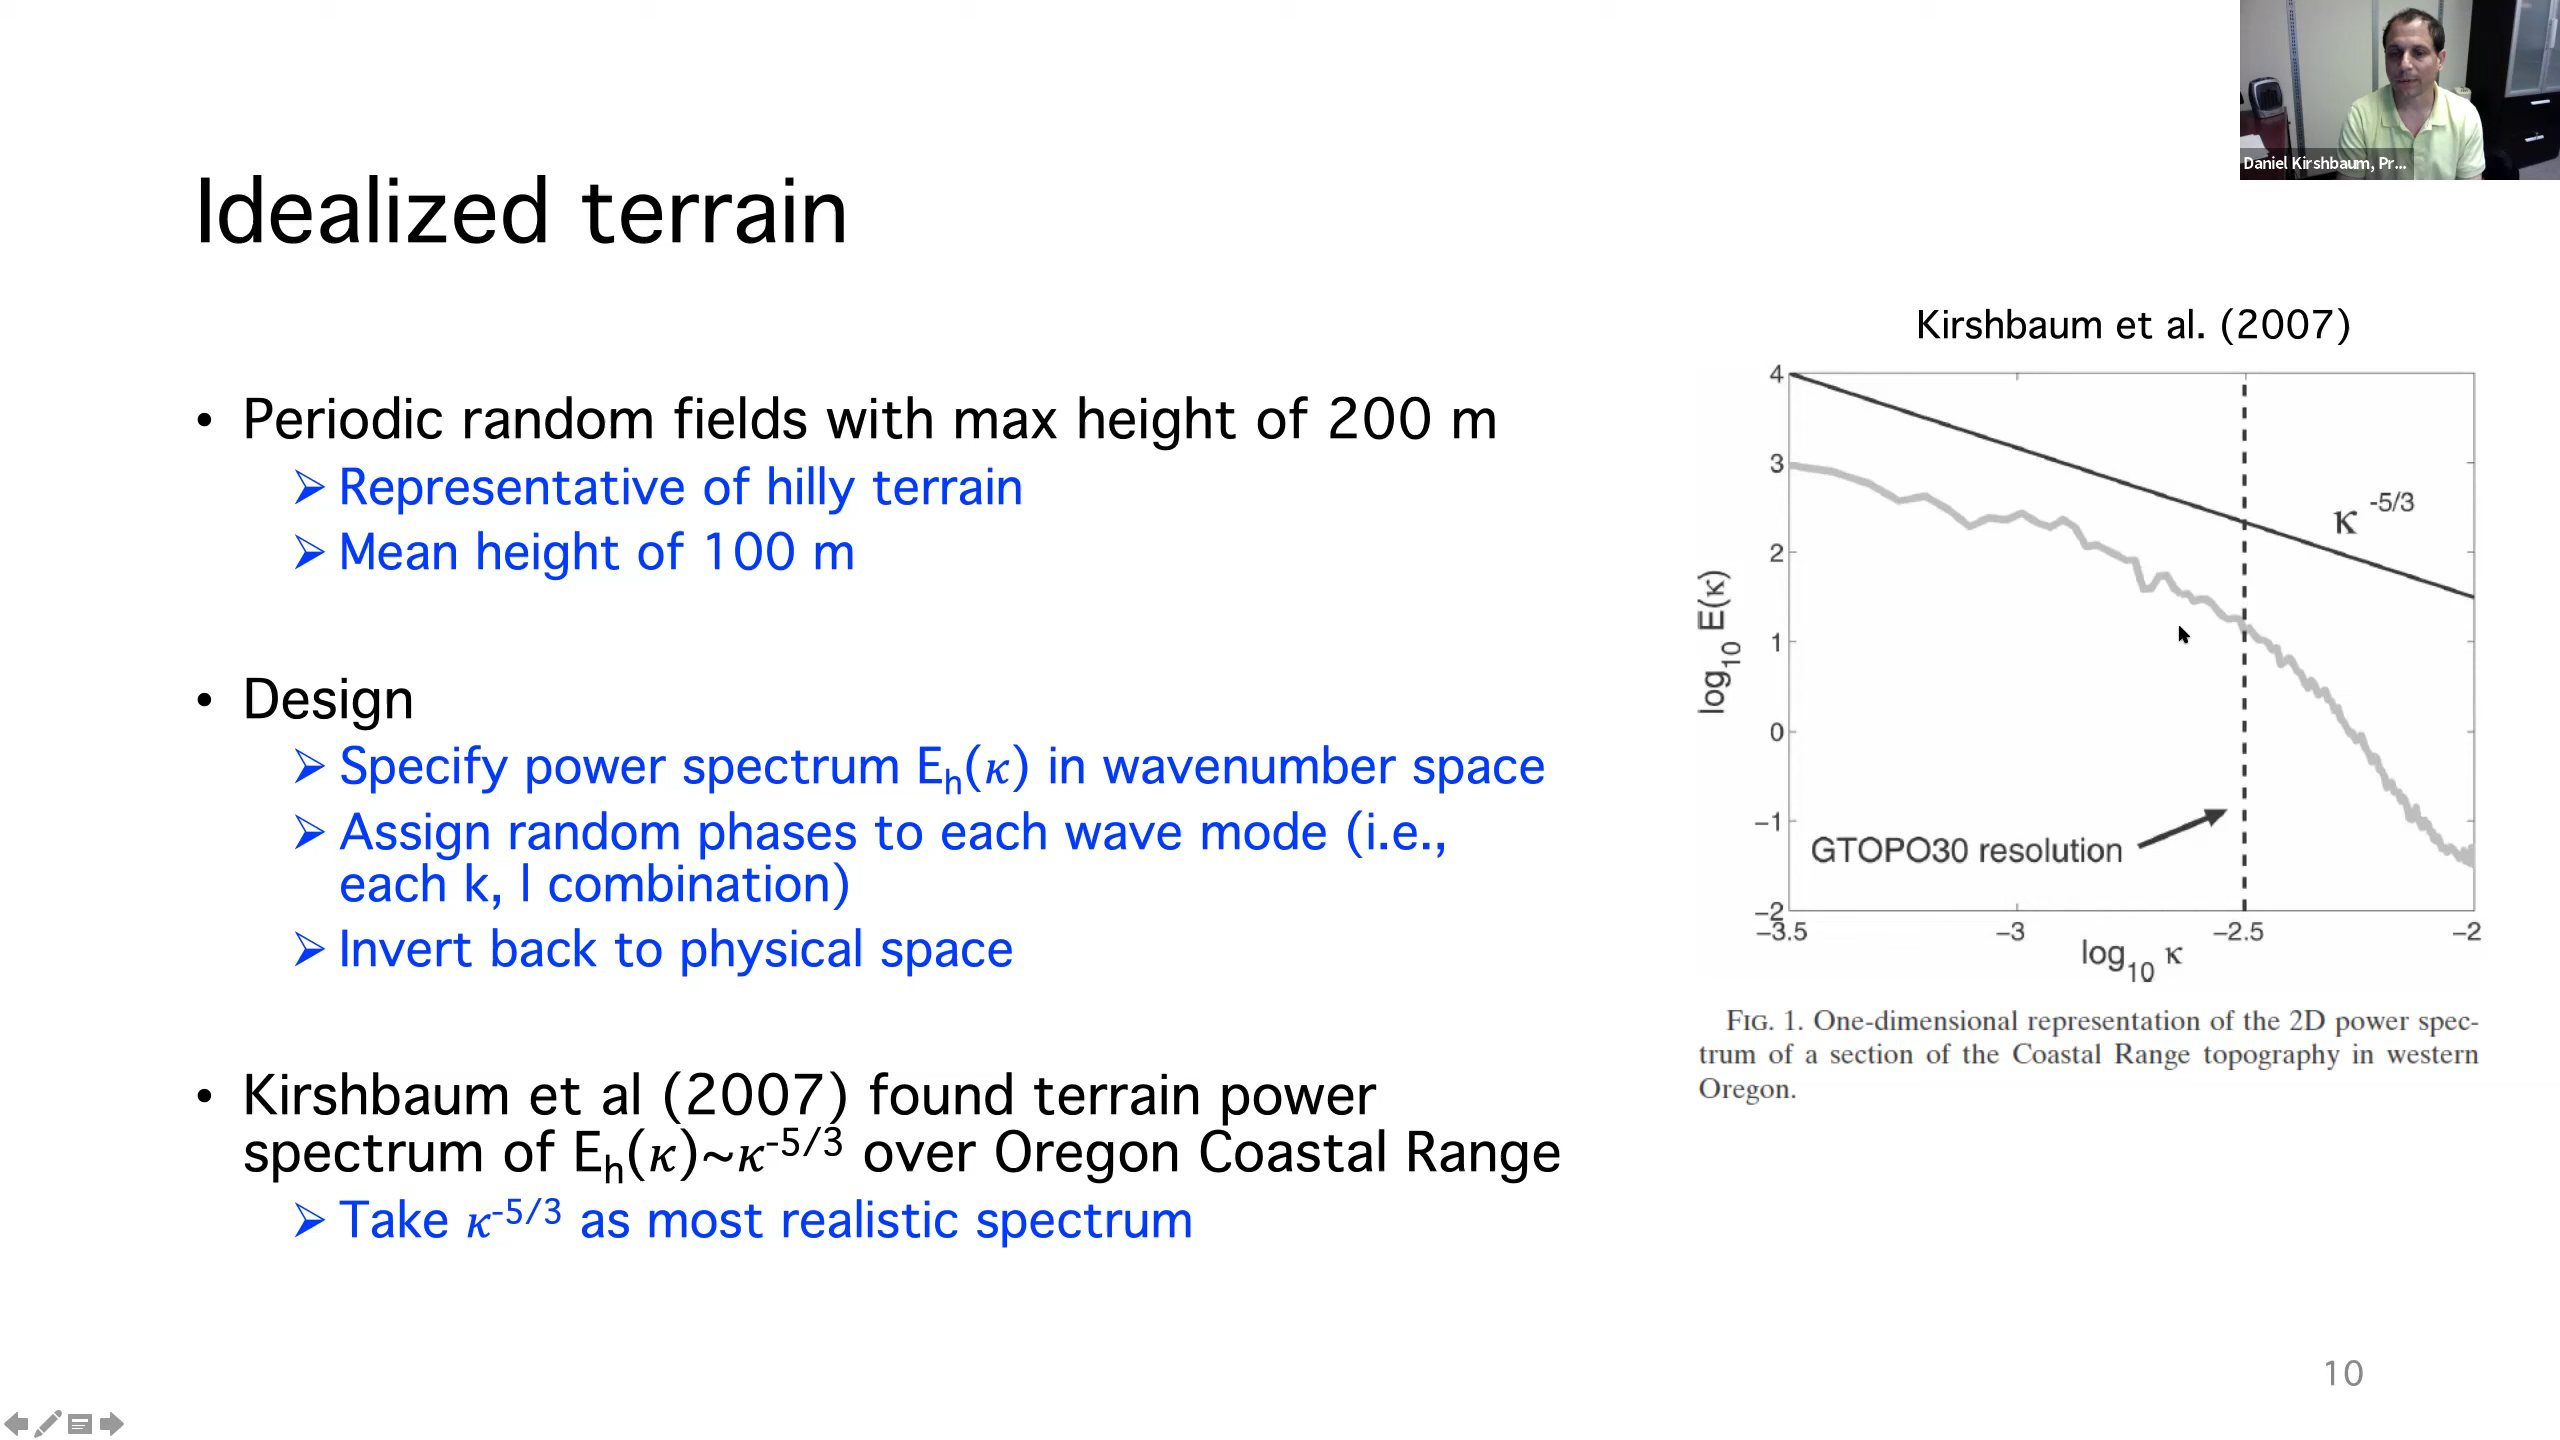 Daniel Kirshbaum, Pr...
Idealized terrain
• Periodic random fields with max height of 200 m
➢ Representative of hilly terrain
➢ Mean height of 100 m
• Design
➢ Specify power spectrum Eₕ(κ) in wavenumber space
➢ Assign random phases to each wave mode (i.e.,
each k, l combination)
➢ Invert back to physical space
• Kirshbaum et al (2007) found terrain power
spectrum of Eₕ(κ)~κ⁻⁵/³ over Oregon Coastal Range
➢ Take κ⁻⁵/³ as most realistic spectrum
Kirshbaum et al. (2007)
4
3
2
1
0
−1
−2
log₁₀ E(κ)
κ ⁻⁵/³
GTOPO30 resolution
−3.5 −3 −2.5 −2
log₁₀ κ
FIG. 1. One-dimensional representation of the 2D power spec-
trum of a section of the Coastal Range topography in western
Oregon.
10